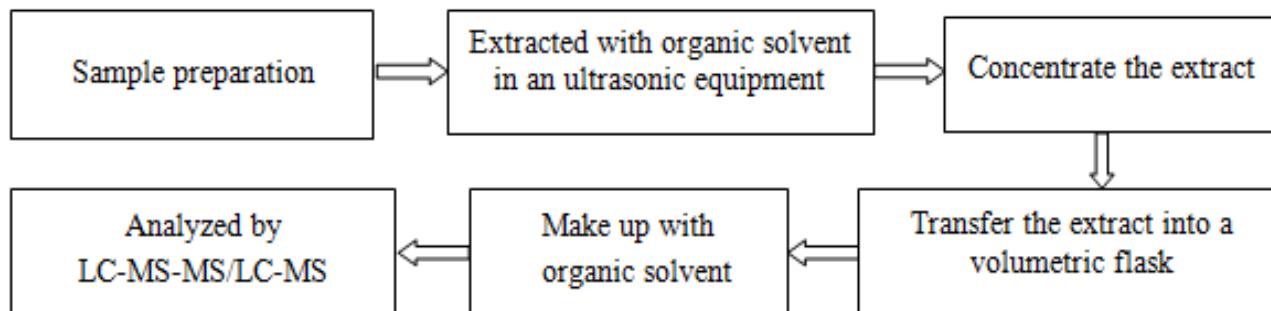 Sample preparation
Extracted with organic solvent
in an ultrasonic equipment
Concentrate the extract
Transfer the extract into a
volumetric flask
Make up with
organic solvent
Analyzed by
LC-MS-MS/LC-MS